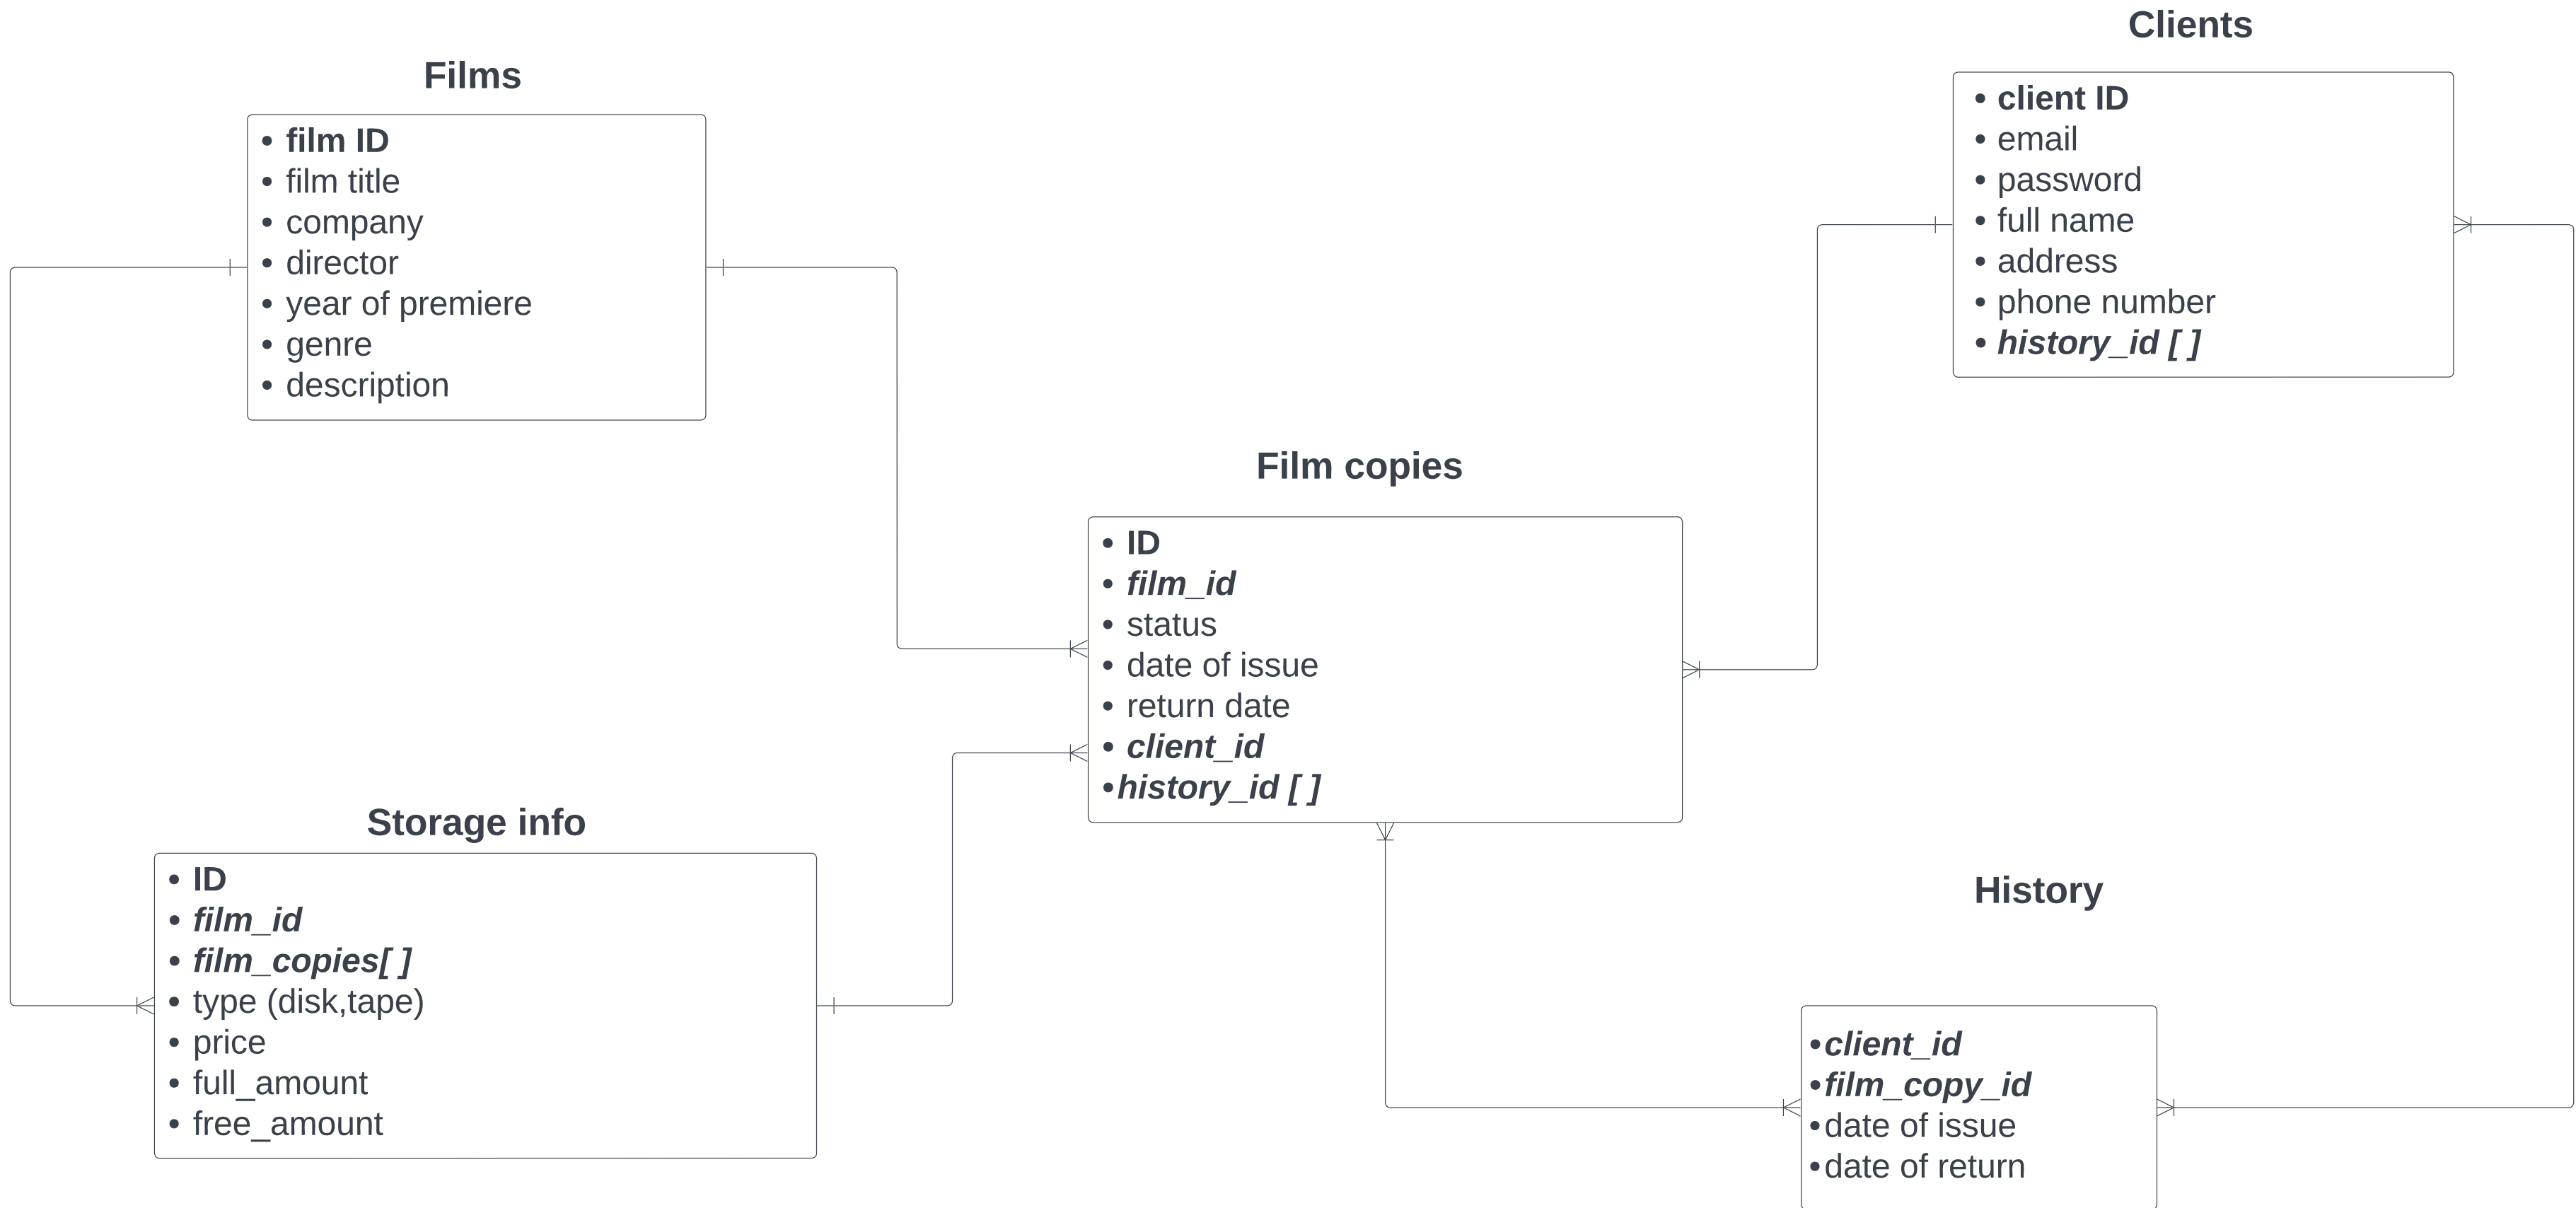 Films
• film ID
• film title
• company
• director
• year of premiere
• genre
• description
Clients
• client ID
• email
• password
• full name
• address
• phone number
• history_id [ ]
Film copies
• ID
• film_id
• status
• date of issue
• return date
• client_id
•history_id [ ]
Storage info
• ID
• film_id
• film_copies[ ]
• type (disk,tape)
• price
• full_amount
• free_amount
History
•client_id
•film_copy_id
•date of issue
•date of return